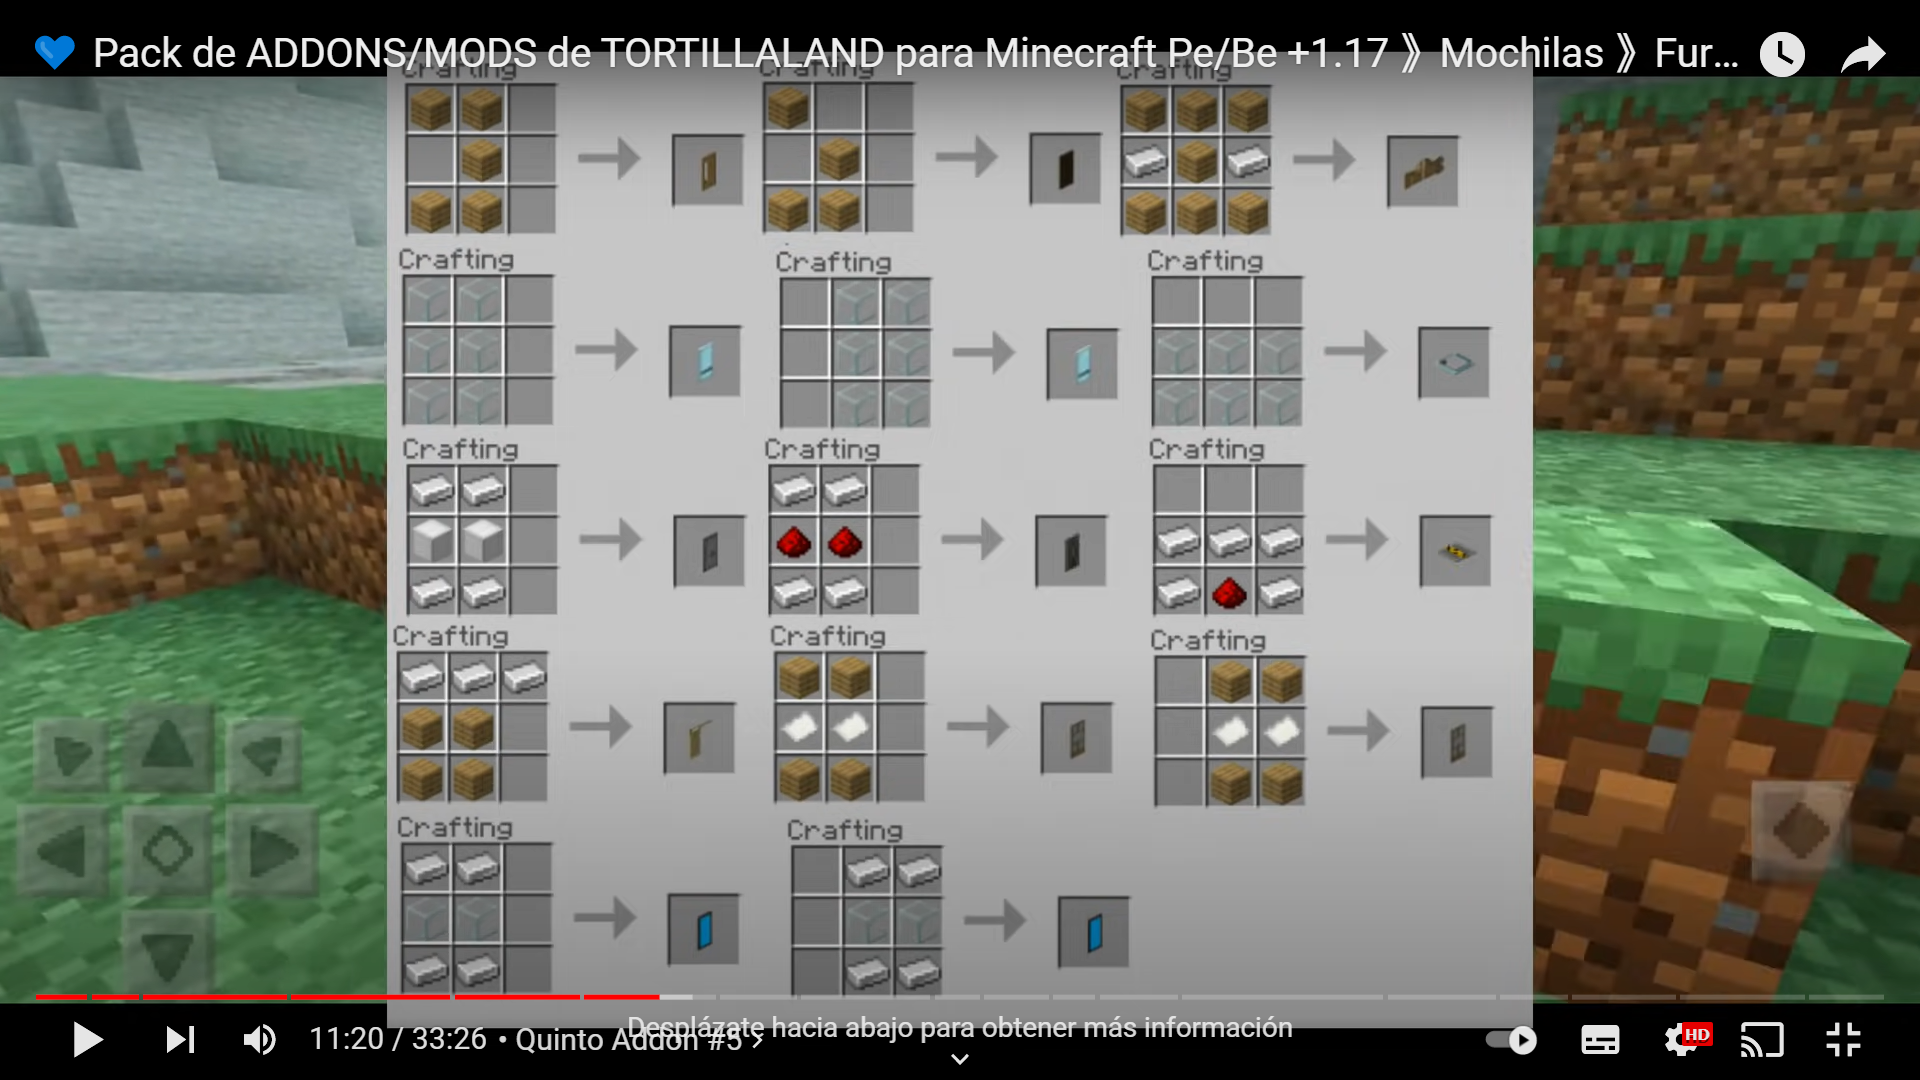 💙 Pack de ADDONS/MODS de TORTILLALAND para Minecraft Pe/Be +1.17 》Mochilas 》Fur...
Crafting Crafting Crafting
Crafting Crafting Crafting
Crafting Crafting Crafting
Crafting Crafting Crafting
Crafting Crafting
11:20 / 33:26 • Quinto Addon #5 ›
Desplázate hacia abajo para obtener más información
HD